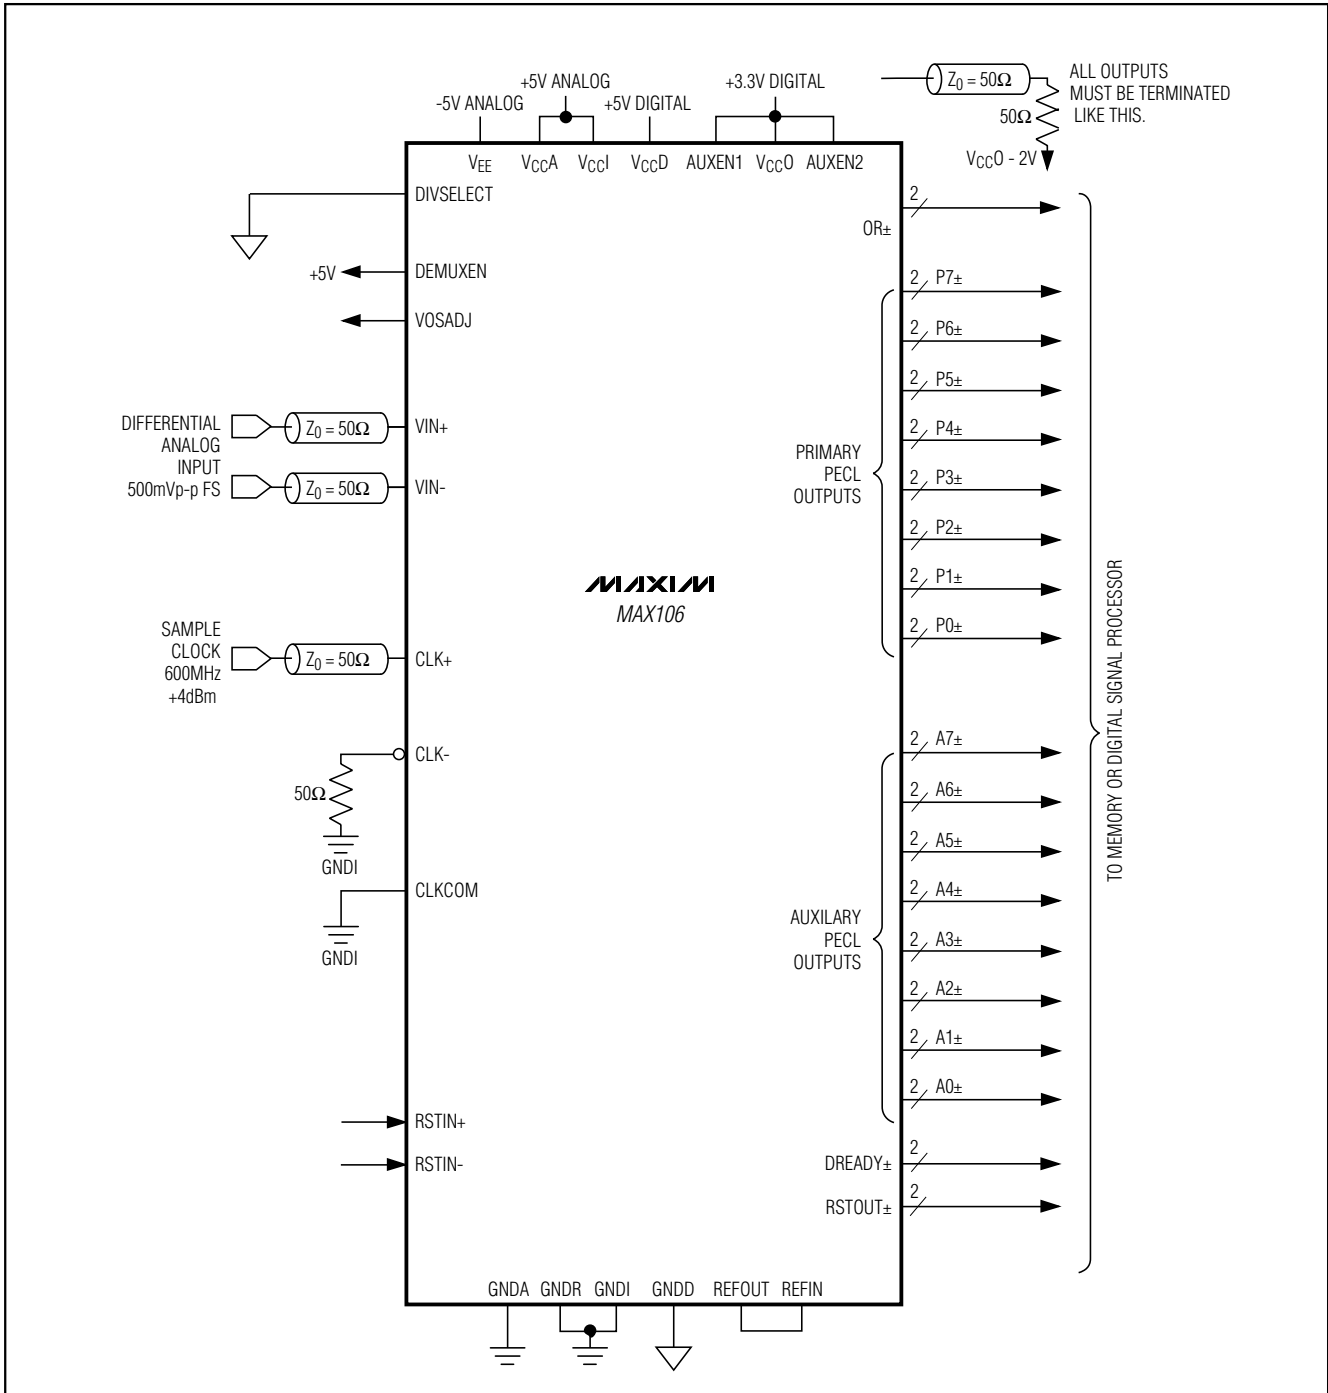 +5V ANALOG
+3.3V DIGITAL
-5V ANALOG
+5V DIGITAL
Z0 = 50Ω
ALL OUTPUTS
MUST BE TERMINATED
LIKE THIS.
50Ω
VCCO - 2V
VEE
VCCA
VCCI
VCCD
AUXEN1
VCCO
AUXEN2
DIVSELECT
2
OR±
+5V
DEMUXEN
VOSADJ
DIFFERENTIAL
ANALOG
INPUT
500mVp-p FS
Z0 = 50Ω
VIN+
Z0 = 50Ω
VIN-
MAXIM
MAX106
SAMPLE
CLOCK
600MHz
+4dBm
Z0 = 50Ω
CLK+
CLK-
50Ω
GNDI
CLKCOM
GNDI
RSTIN+
RSTIN-
PRIMARY
PECL
OUTPUTS
2 P7±
2 P6±
2 P5±
2 P4±
2 P3±
2 P2±
2 P1±
2 P0±
AUXILARY
PECL
OUTPUTS
2 A7±
2 A6±
2 A5±
2 A4±
2 A3±
2 A2±
2 A1±
2 A0±
DREADY±
2
RSTOUT±
2
TO MEMORY OR DIGITAL SIGNAL PROCESSOR
GNDA
GNDR
GNDI
GNDD
REFOUT
REFIN